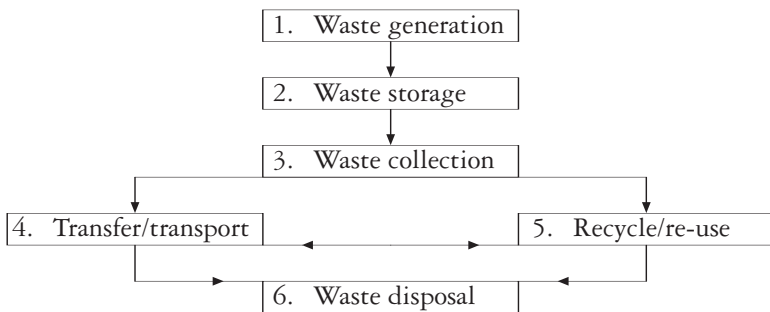 1. Waste generation
2. Waste storage
3. Waste collection
4. Transfer/transport
5. Recycle/re-use
6. Waste disposal